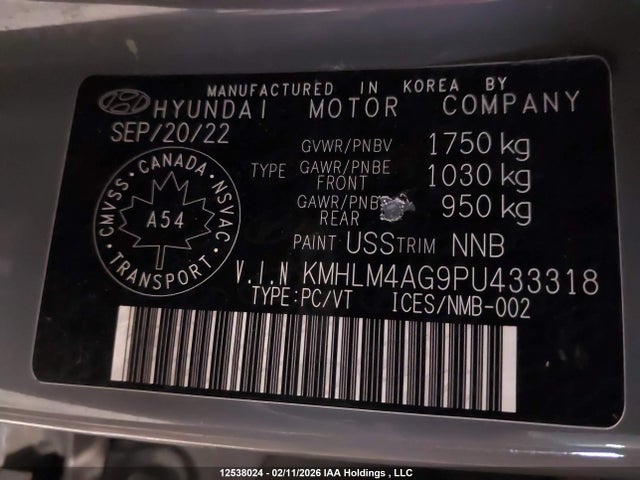 MANUFACTURED IN KOREA BY
HYUNDAI MOTOR COMPANY
SEP/20/22
GVWR/PNBV 1750 kg
TYPE GAWR/PNBE FRONT 1030 kg
GAWR/PNB REAR 950 kg
PAINT USS TRIM NNB
V.I.N KMHLM4AG9PU433318
TYPE:PC/VT ICES/NMB-002
CANADA
CMVSS NSVAC
A54
TRANSPORT
12538024 - 02/11/2026 IAA Holdings , LLC